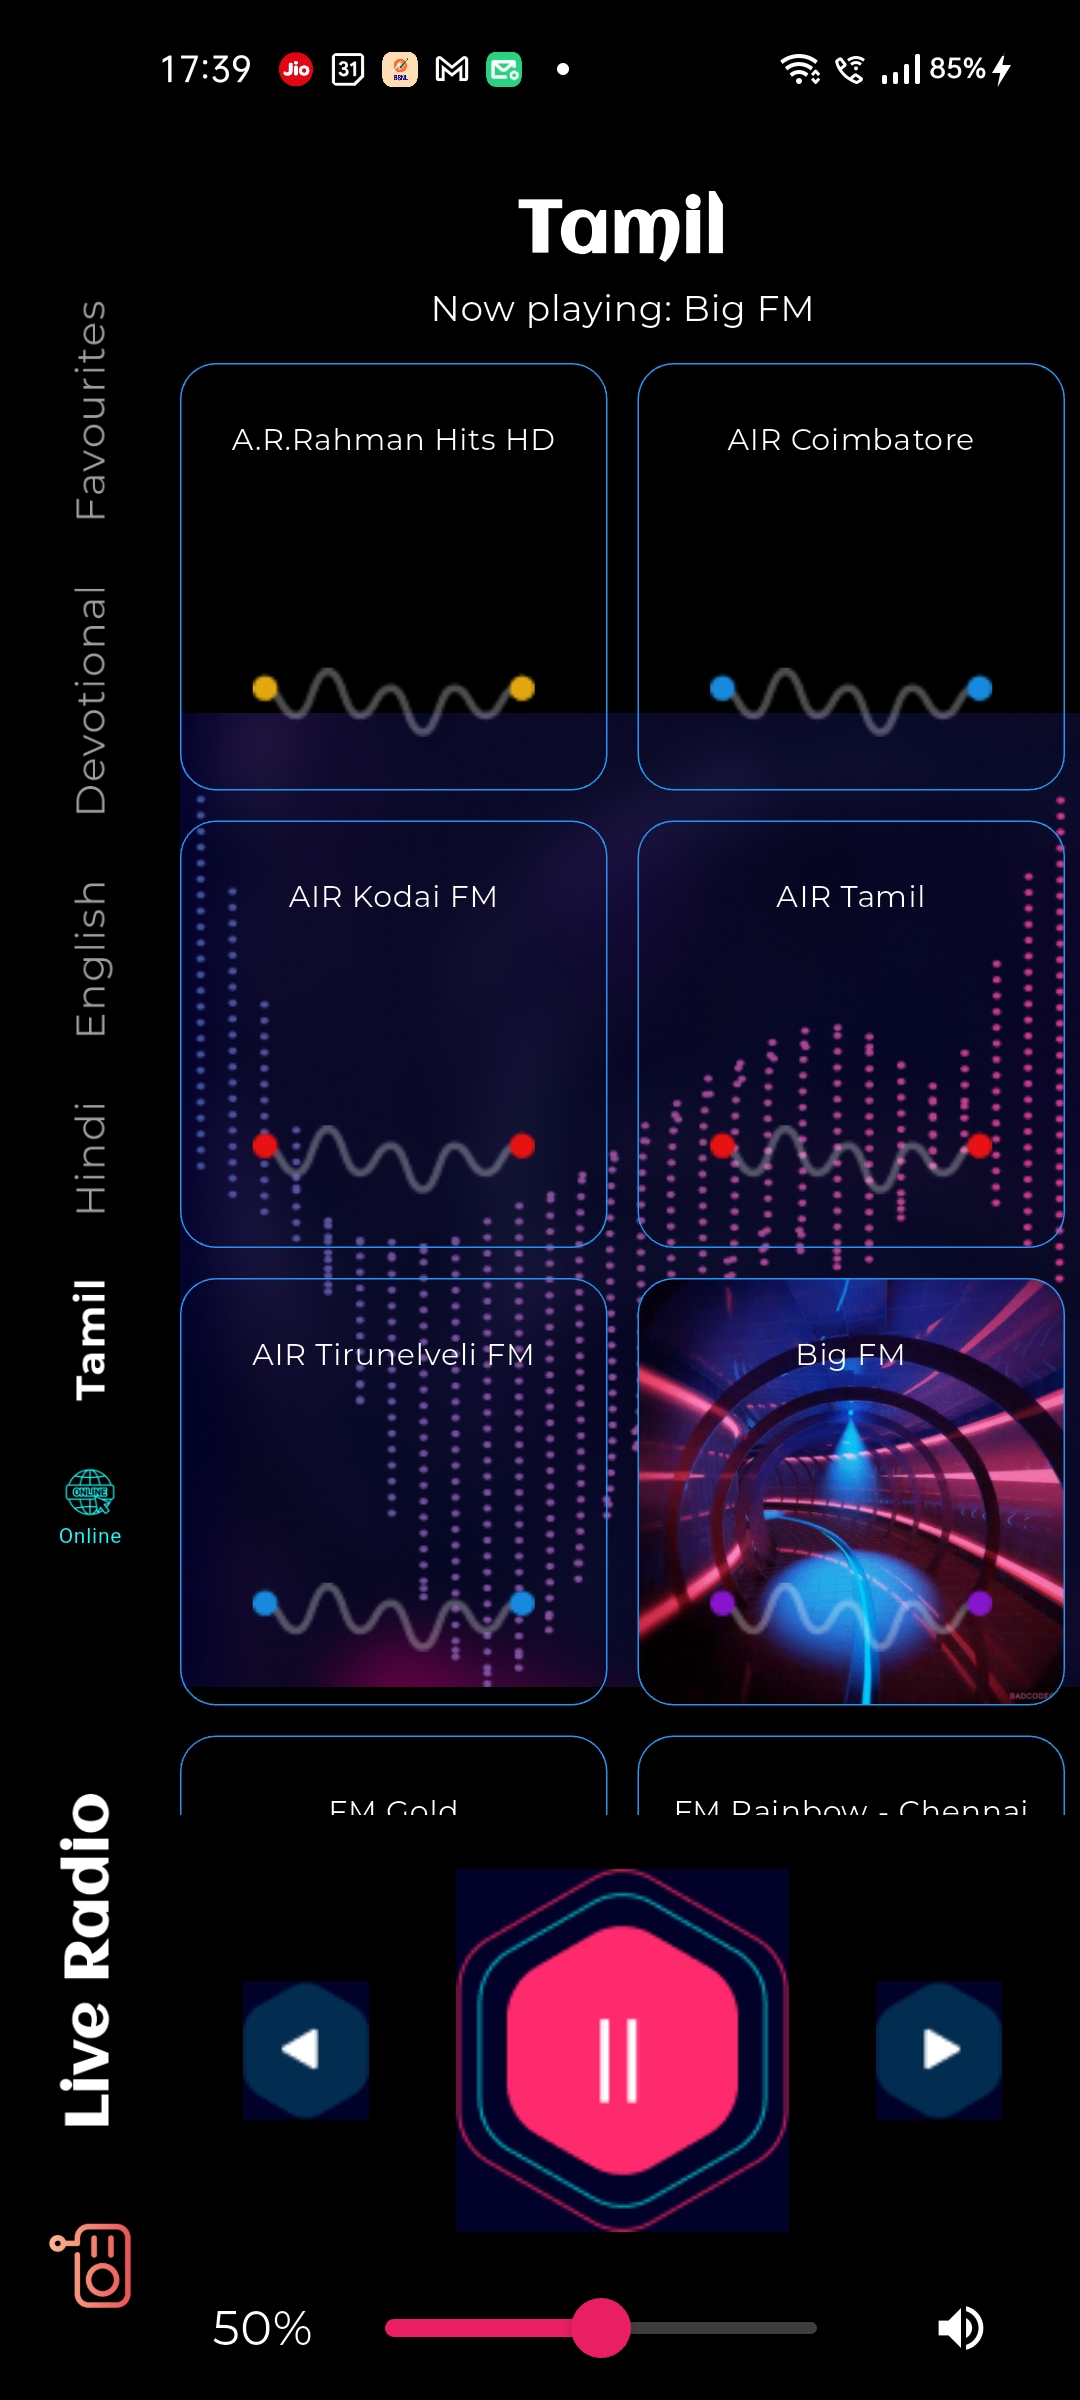 17:39
Jio
31
BSNL
85%
Tamil
Now playing: Big FM
A.R.Rahman Hits HD
AIR Coimbatore
AIR Kodai FM
AIR Tamil
AIR Tirunelveli FM
Big FM
FM Gold
FM Rainbow - Chennai
Favourites
Devotional
English
Hindi
Tamil
ONLINE
Online
Live Radio
50%